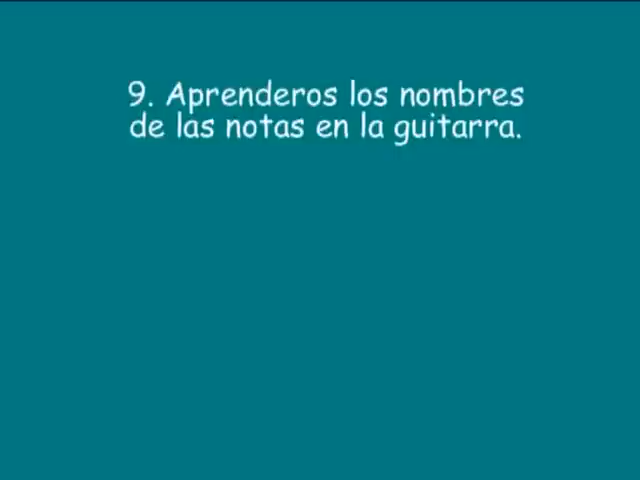 9. Aprenderos los nombres
de las notas en la guitarra.